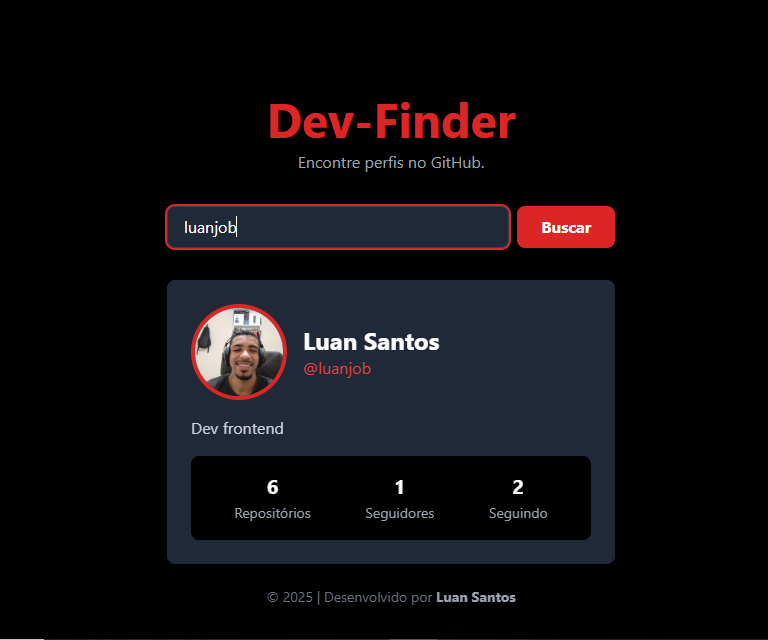 Dev-Finder
Encontre perfis no GitHub.
luanjob
Buscar
Luan Santos
@luanjob
Dev frontend
6
Repositórios
1
Seguidores
2
Seguindo
© 2025 | Desenvolvido por Luan Santos